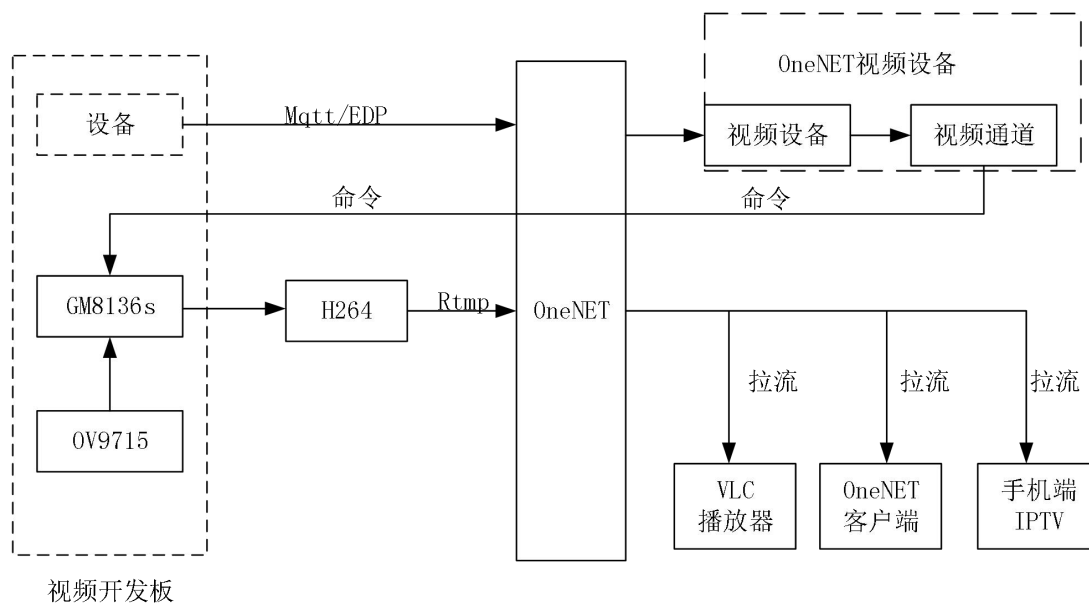 OneNET视频设备
设备
Mqtt/EDP
视频设备
视频通道
命令
命令
GM8136s
H264
Rtmp
OneNET
拉流
拉流
拉流
OV9715
VLC
播放器
OneNET
客户端
手机端
IPTV
视频开发板